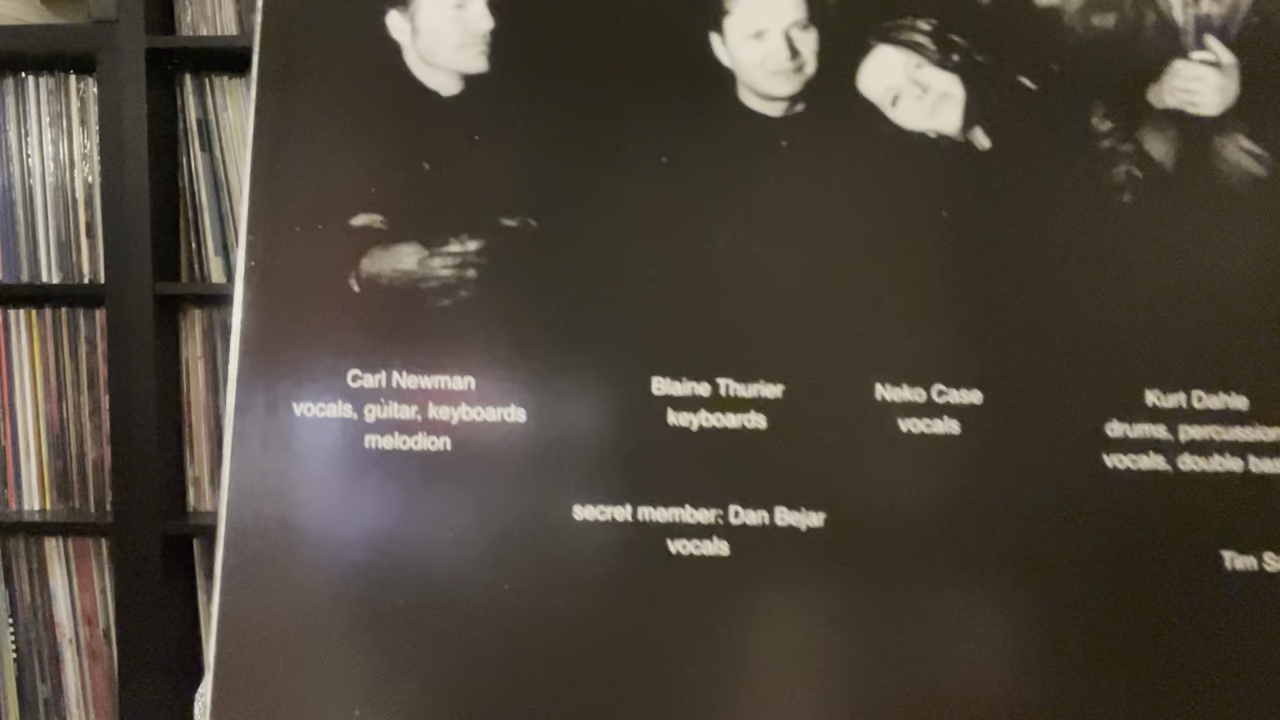 Carl Newman
vocals, guitar, keyboards
melodion
Blaine Thurier
keyboards
Neko Case
vocals
Kurt Dahle
drums, percussion
vocals, double
secret member: Dan Bejar
vocals
Tim